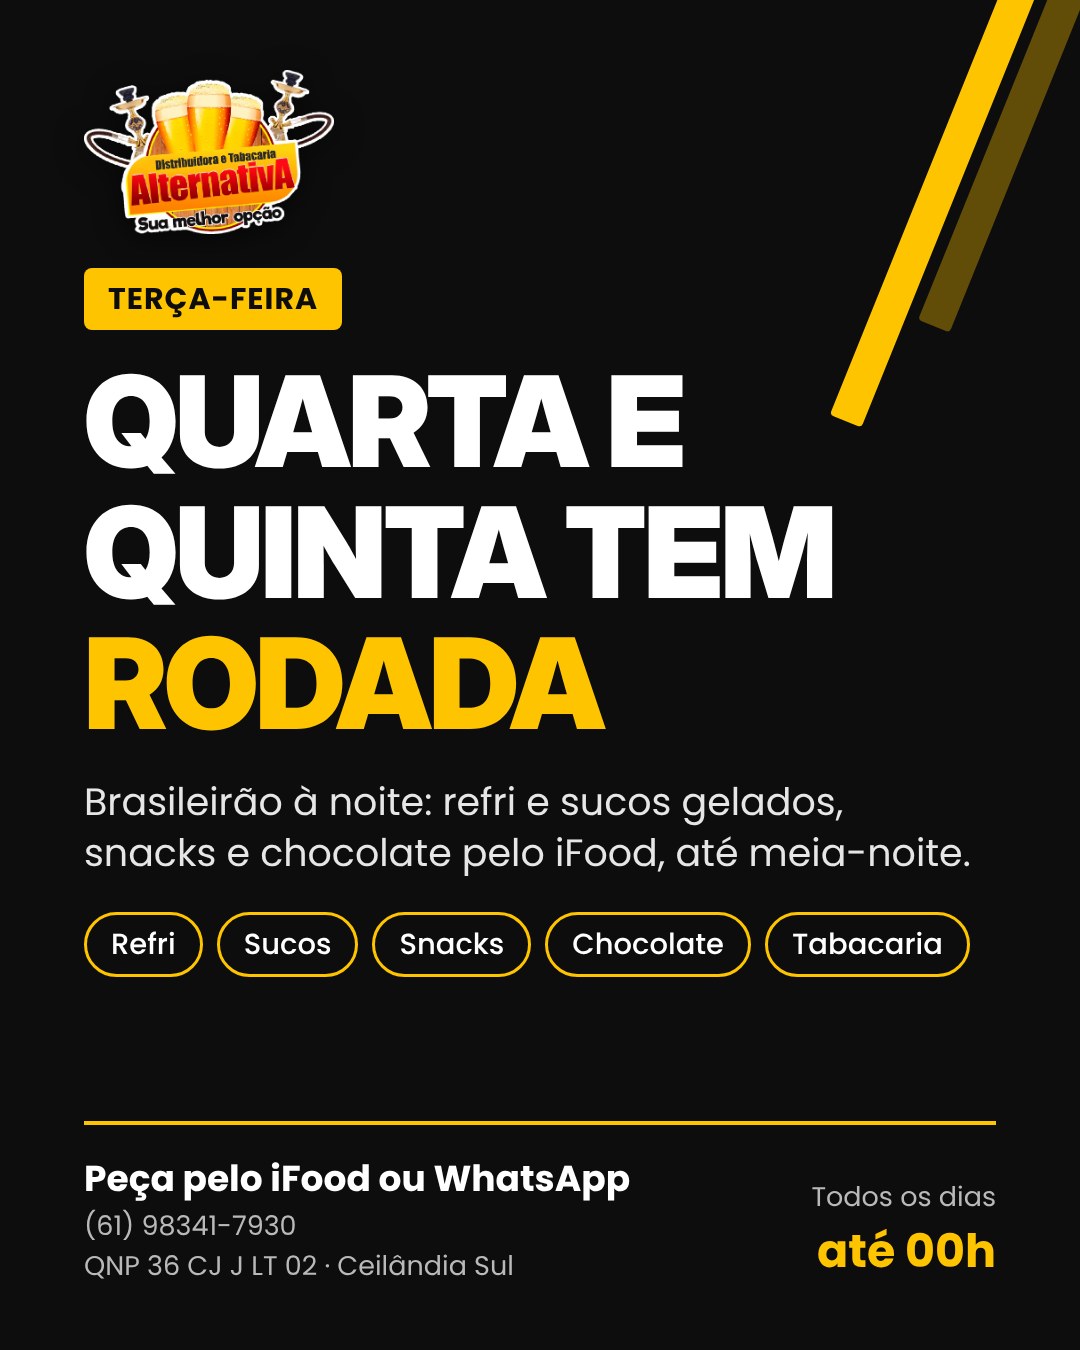 Distribuidora e Tabacaria
AlternativA
Sua melhor opção
TERÇA-FEIRA
QUARTA E
QUINTA TEM
RODADA
Brasileirão à noite: refri e sucos gelados,
snacks e chocolate pelo iFood, até meia-noite.
Refri
Sucos
Snacks
Chocolate
Tabacaria
Peça pelo iFood ou WhatsApp
(61) 98341-7930
QNP 36 CJ J LT 02 · Ceilândia Sul
Todos os dias
até 00h